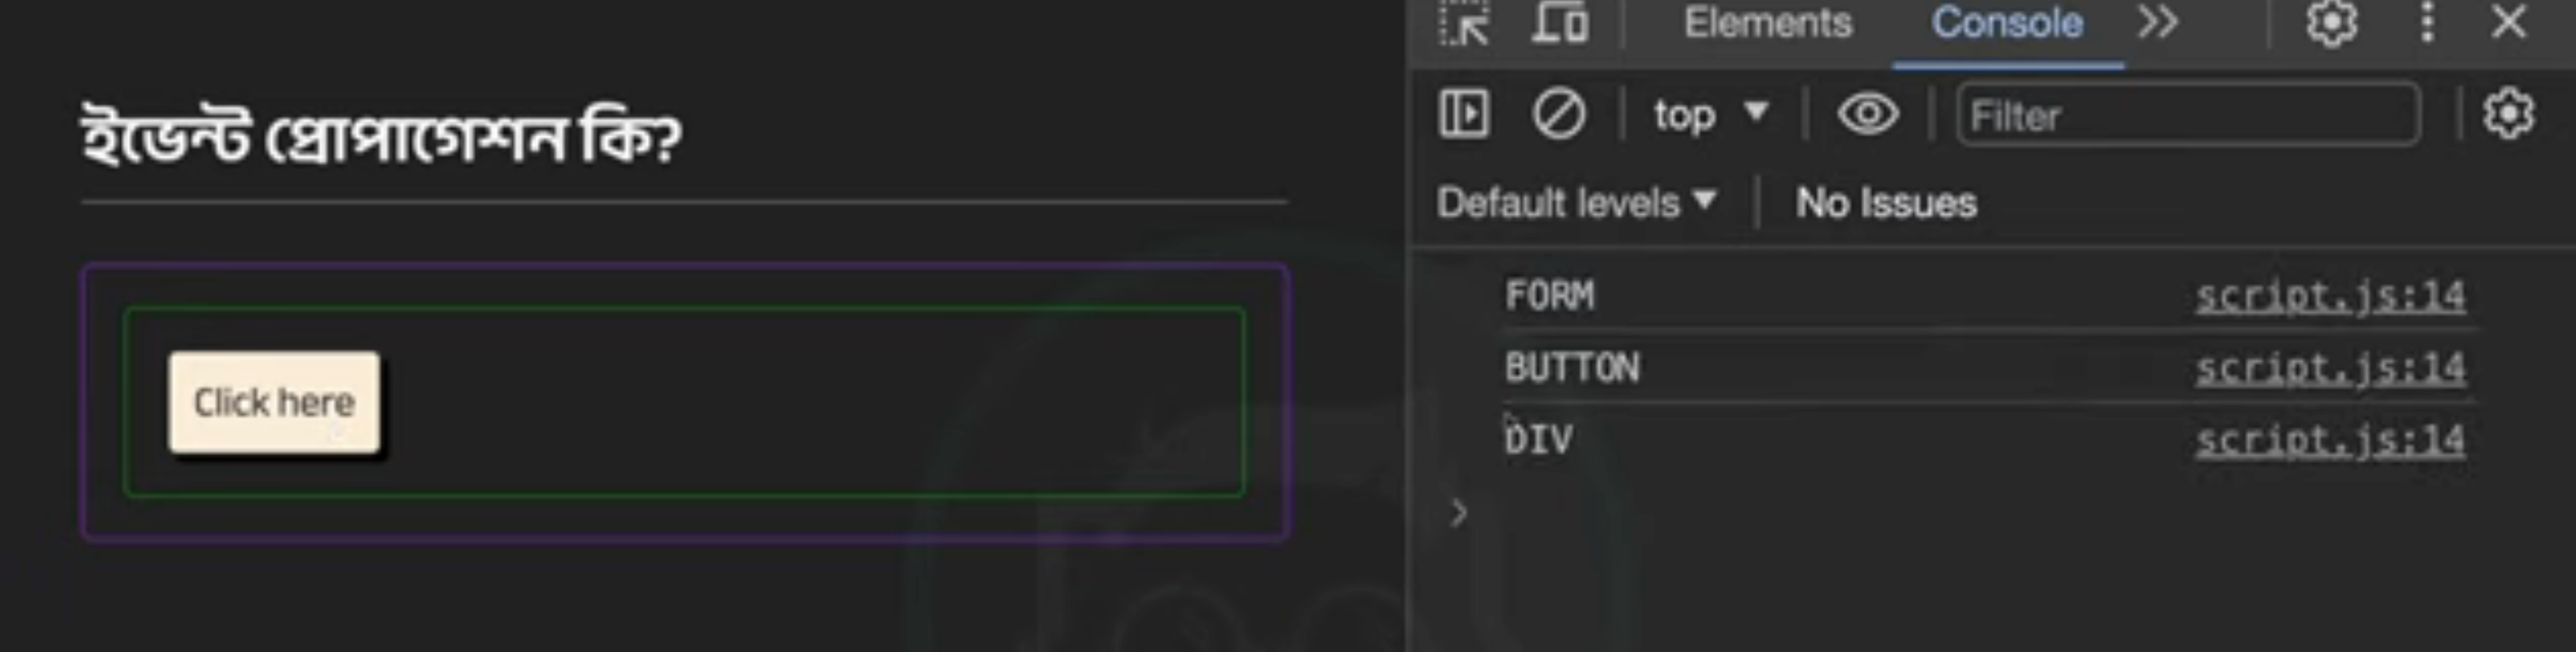 Elements Console
ইভেন্ট প্রোপাগেশন কি?
top Filter
Default levels No Issues
Click here
FORM script.js:14
BUTTON script.js:14
DIV script.js:14